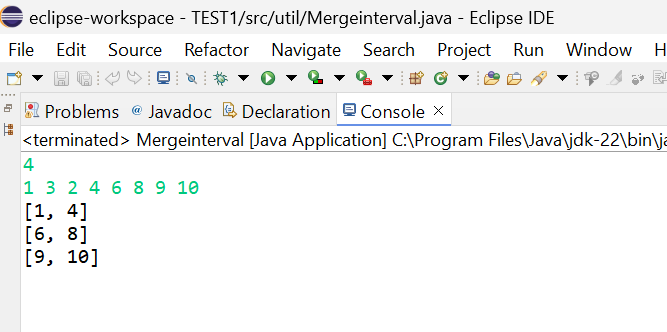 eclipse-workspace - TEST1/src/util/Mergeinterval.java - Eclipse IDE
File Edit Source Refactor Navigate Search Project Run Window
Problems @ Javadoc Declaration Console
<terminated> Mergeinterval [Java Application] C:\Program Files\Java\jdk-22\bin\ja
4
1 3 2 4 6 8 9 10
[1, 4]
[6, 8]
[9, 10]